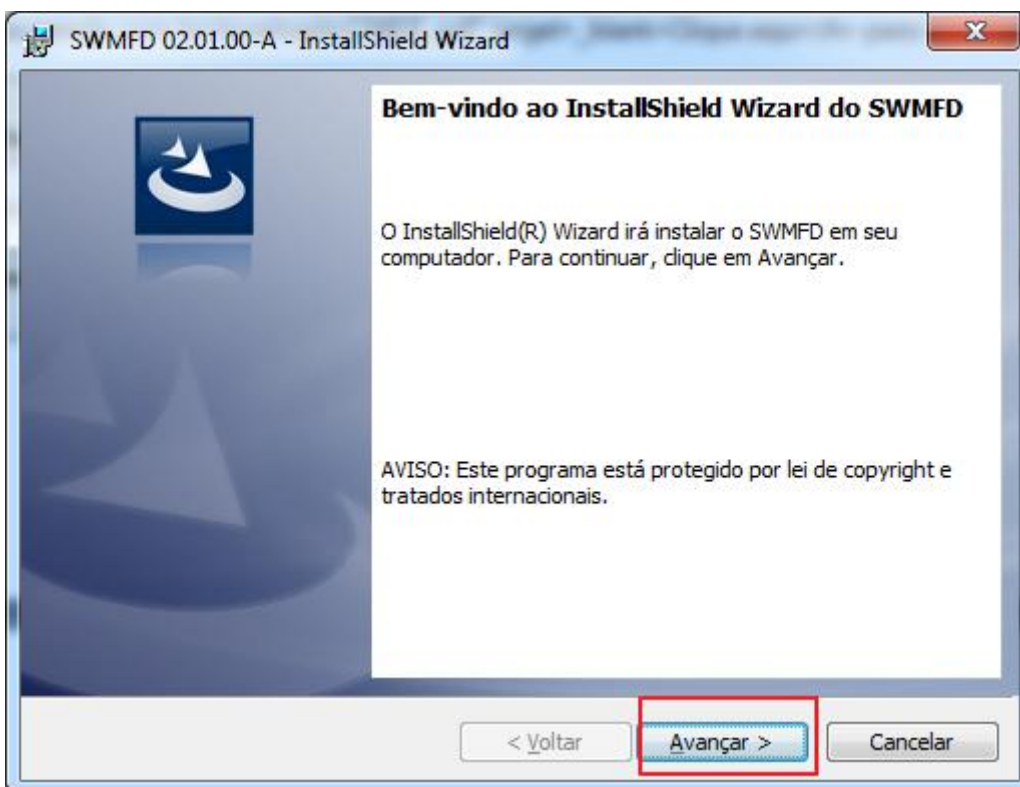 SWMFD 02.01.00-A - InstallShield Wizard
Bem-vindo ao InstallShield Wizard do SWMFD
O InstallShield(R) Wizard irá instalar o SWMFD em seu
computador. Para continuar, clique em Avançar.
AVISO: Este programa está protegido por lei de copyright e
tratados internacionais.
< Voltar
Avançar >
Cancelar